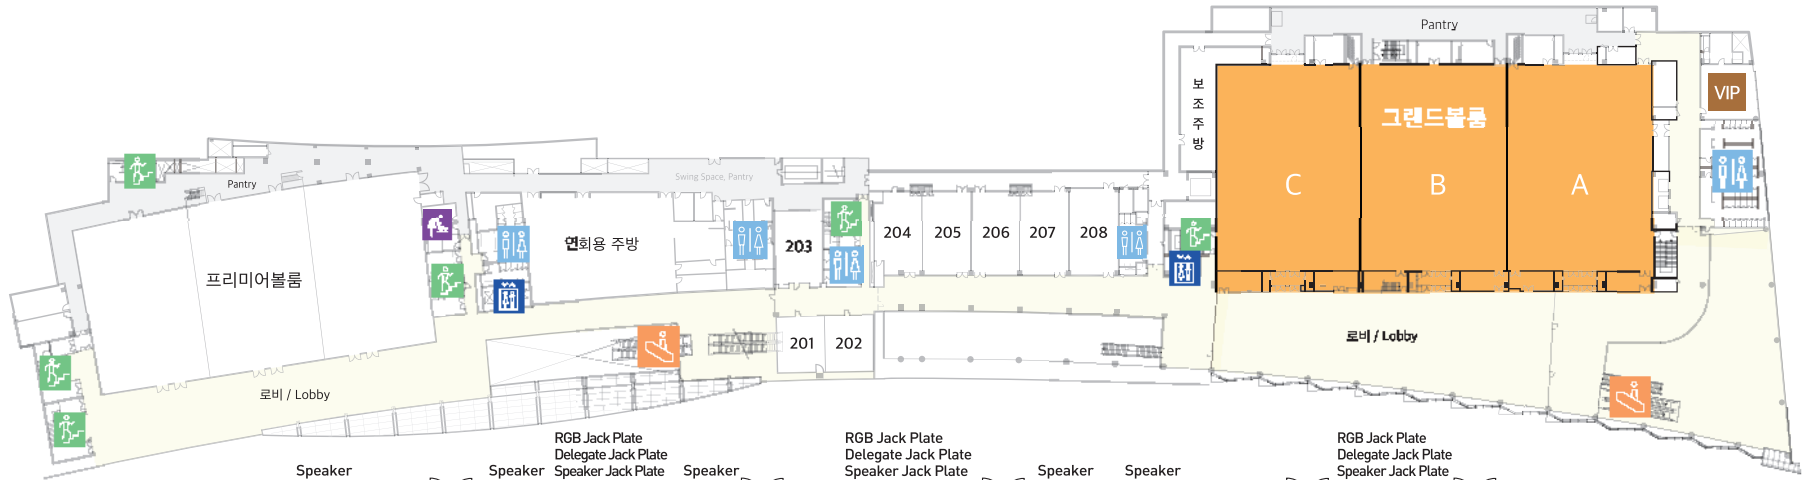 Pantry
보
조
주
방
그랜드볼룸
VIP
C
B
A
Pantry
Swing Space, Pantry
프리미어볼룸
연회용 주방
203
204
205
206
207
208
201
202
로비 / Lobby
로비 / Lobby
RGB Jack Plate
Delegate Jack Plate
Speaker Jack Plate
RGB Jack Plate
Delegate Jack Plate
Speaker Jack Plate
RGB Jack Plate
Delegate Jack Plate
Speaker Jack Plate
Speaker
Speaker
Speaker
Speaker
Speaker